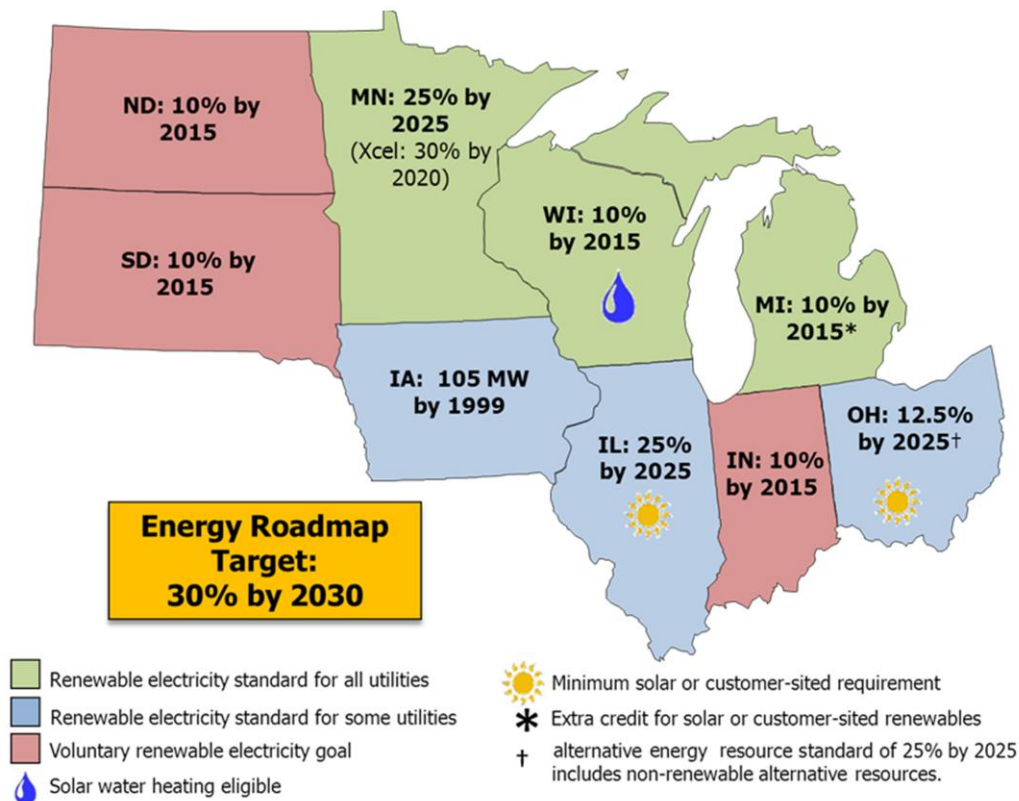 ND: 10% by
2015
MN: 25% by
2025
(Xcel: 30% by
2020)
WI: 10%
by 2015
SD: 10% by
2015
MI: 10% by
2015*
IA: 105 MW
by 1999
IL: 25%
by 2025
IN: 10%
by 2015
OH: 12.5%
by 2025†
Energy Roadmap
Target:
30% by 2030
Renewable electricity standard for all utilities
Renewable electricity standard for some utilities
Voluntary renewable electricity goal
Solar water heating eligible
Minimum solar or customer-sited requirement
* Extra credit for solar or customer-sited renewables
† alternative energy resource standard of 25% by 2025
includes non-renewable alternative resources.